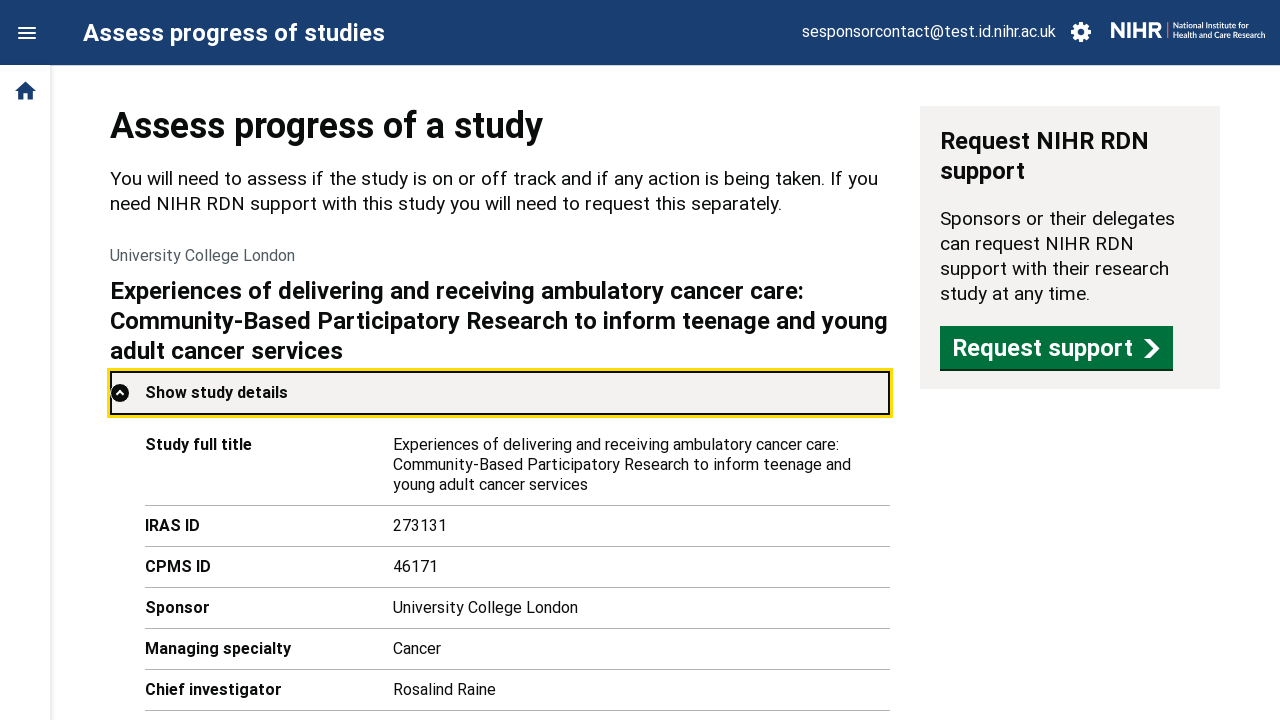 Assess progress of studies
sesponsorcontact@test.id.nihr.ac.uk
NIHR | National Institute for
Health and Care Research
Assess progress of a study
You will need to assess if the study is on or off track and if any action is being taken. If you
need NIHR RDN support with this study you will need to request this separately.
University College London
Experiences of delivering and receiving ambulatory cancer care:
Community-Based Participatory Research to inform teenage and young
adult cancer services
Show study details
Study full title
Experiences of delivering and receiving ambulatory cancer care:
Community-Based Participatory Research to inform teenage and
young adult cancer services
IRAS ID
273131
CPMS ID
46171
Sponsor
University College London
Managing specialty
Cancer
Chief investigator
Rosalind Raine
Request NIHR RDN
support
Sponsors or their delegates
can request NIHR RDN
support with their research
study at any time.
Request support